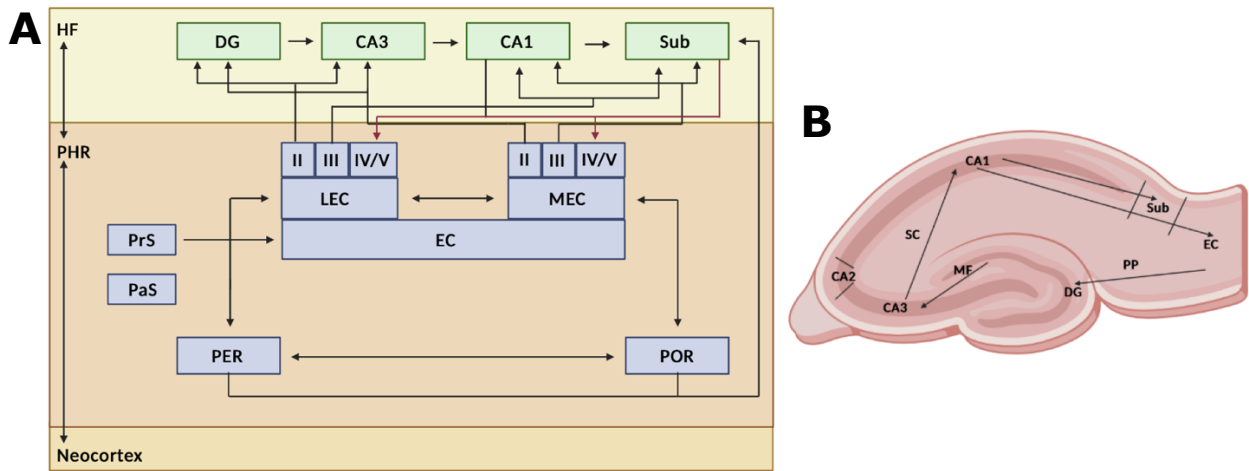 A
HF
DG
CA3
CA1
Sub
PHR
II
III
IV/V
II
III
IV/V
LEC
MEC
PrS
EC
PaS
PER
POR
Neocortex
B
CA1
Sub
SC
EC
CA2
MF
PP
DG
CA3